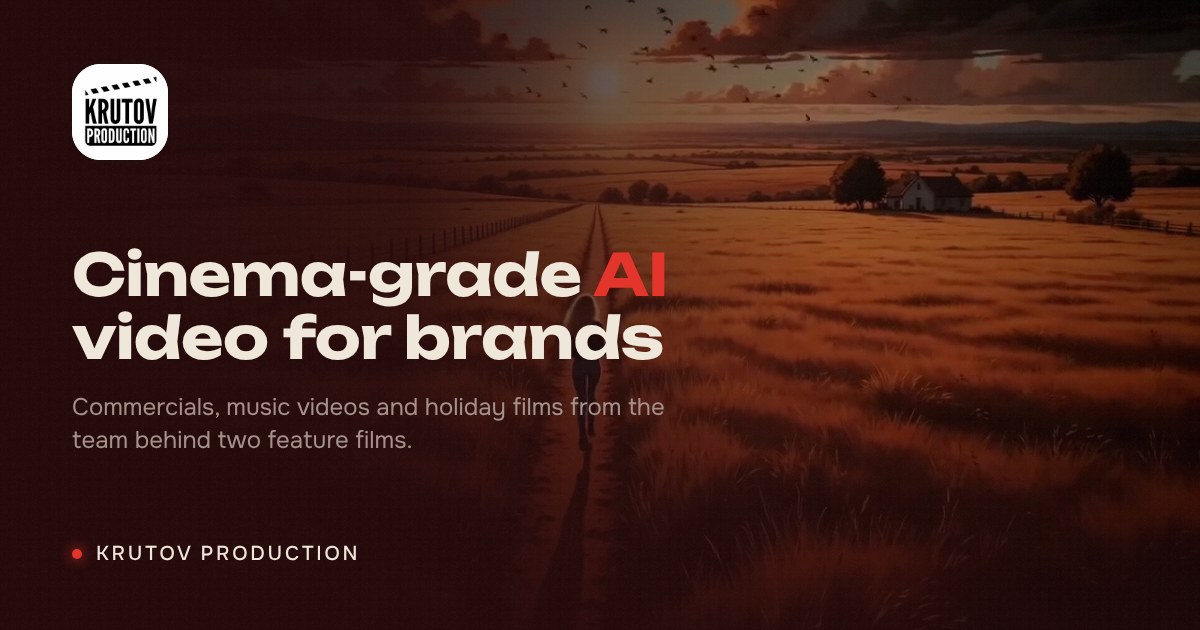 KRUTOV
PRODUCTION
Cinema-grade AI
video for brands
Commercials, music videos and holiday films from the
team behind two feature films.
KRUTOV PRODUCTION